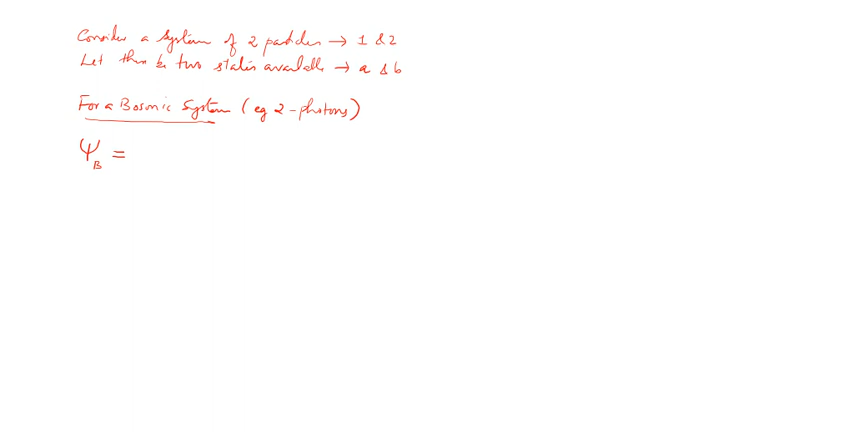 Consider a System of 2 particles → 1 & 2
Let there be two states available → a & b
For a Bosonic System (eg 2-photons)
Ψ_B =